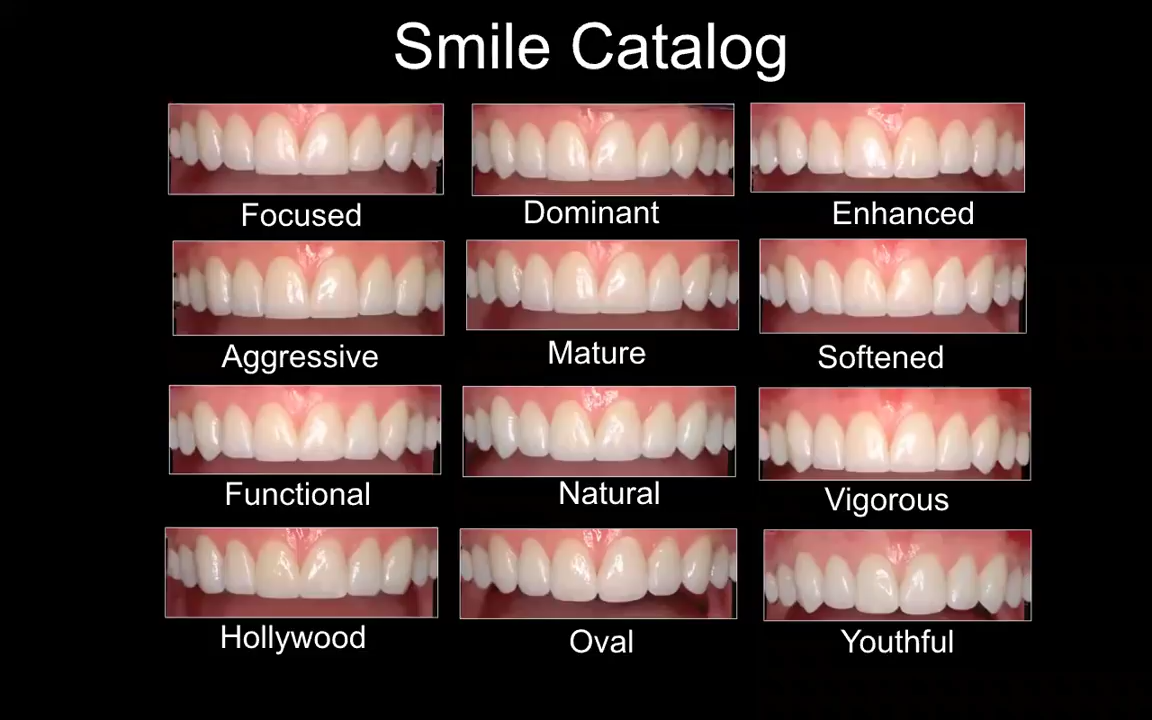 Smile Catalog
Focused
Dominant
Enhanced
Aggressive
Mature
Softened
Functional
Natural
Vigorous
Hollywood
Oval
Youthful